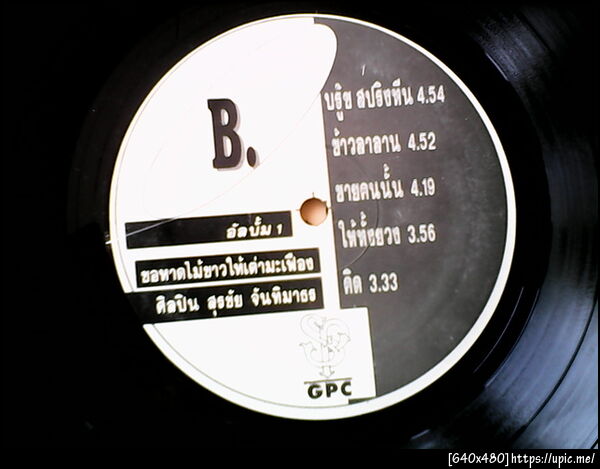 B.
อัลบั้ม 1
ขอหาดไม้ขาวให้เต่ามะเฟือง
ศิลปิน สุรชัย จันทิมาธร
GPC
บรู๊ซ สปริงทีน 4.54
ข้าวลาลาน 4.52
ชายคนนั้น 4.19
ให้ทั้งยวง 3.56
คิด 3.33
[640x480]https://upic.me/